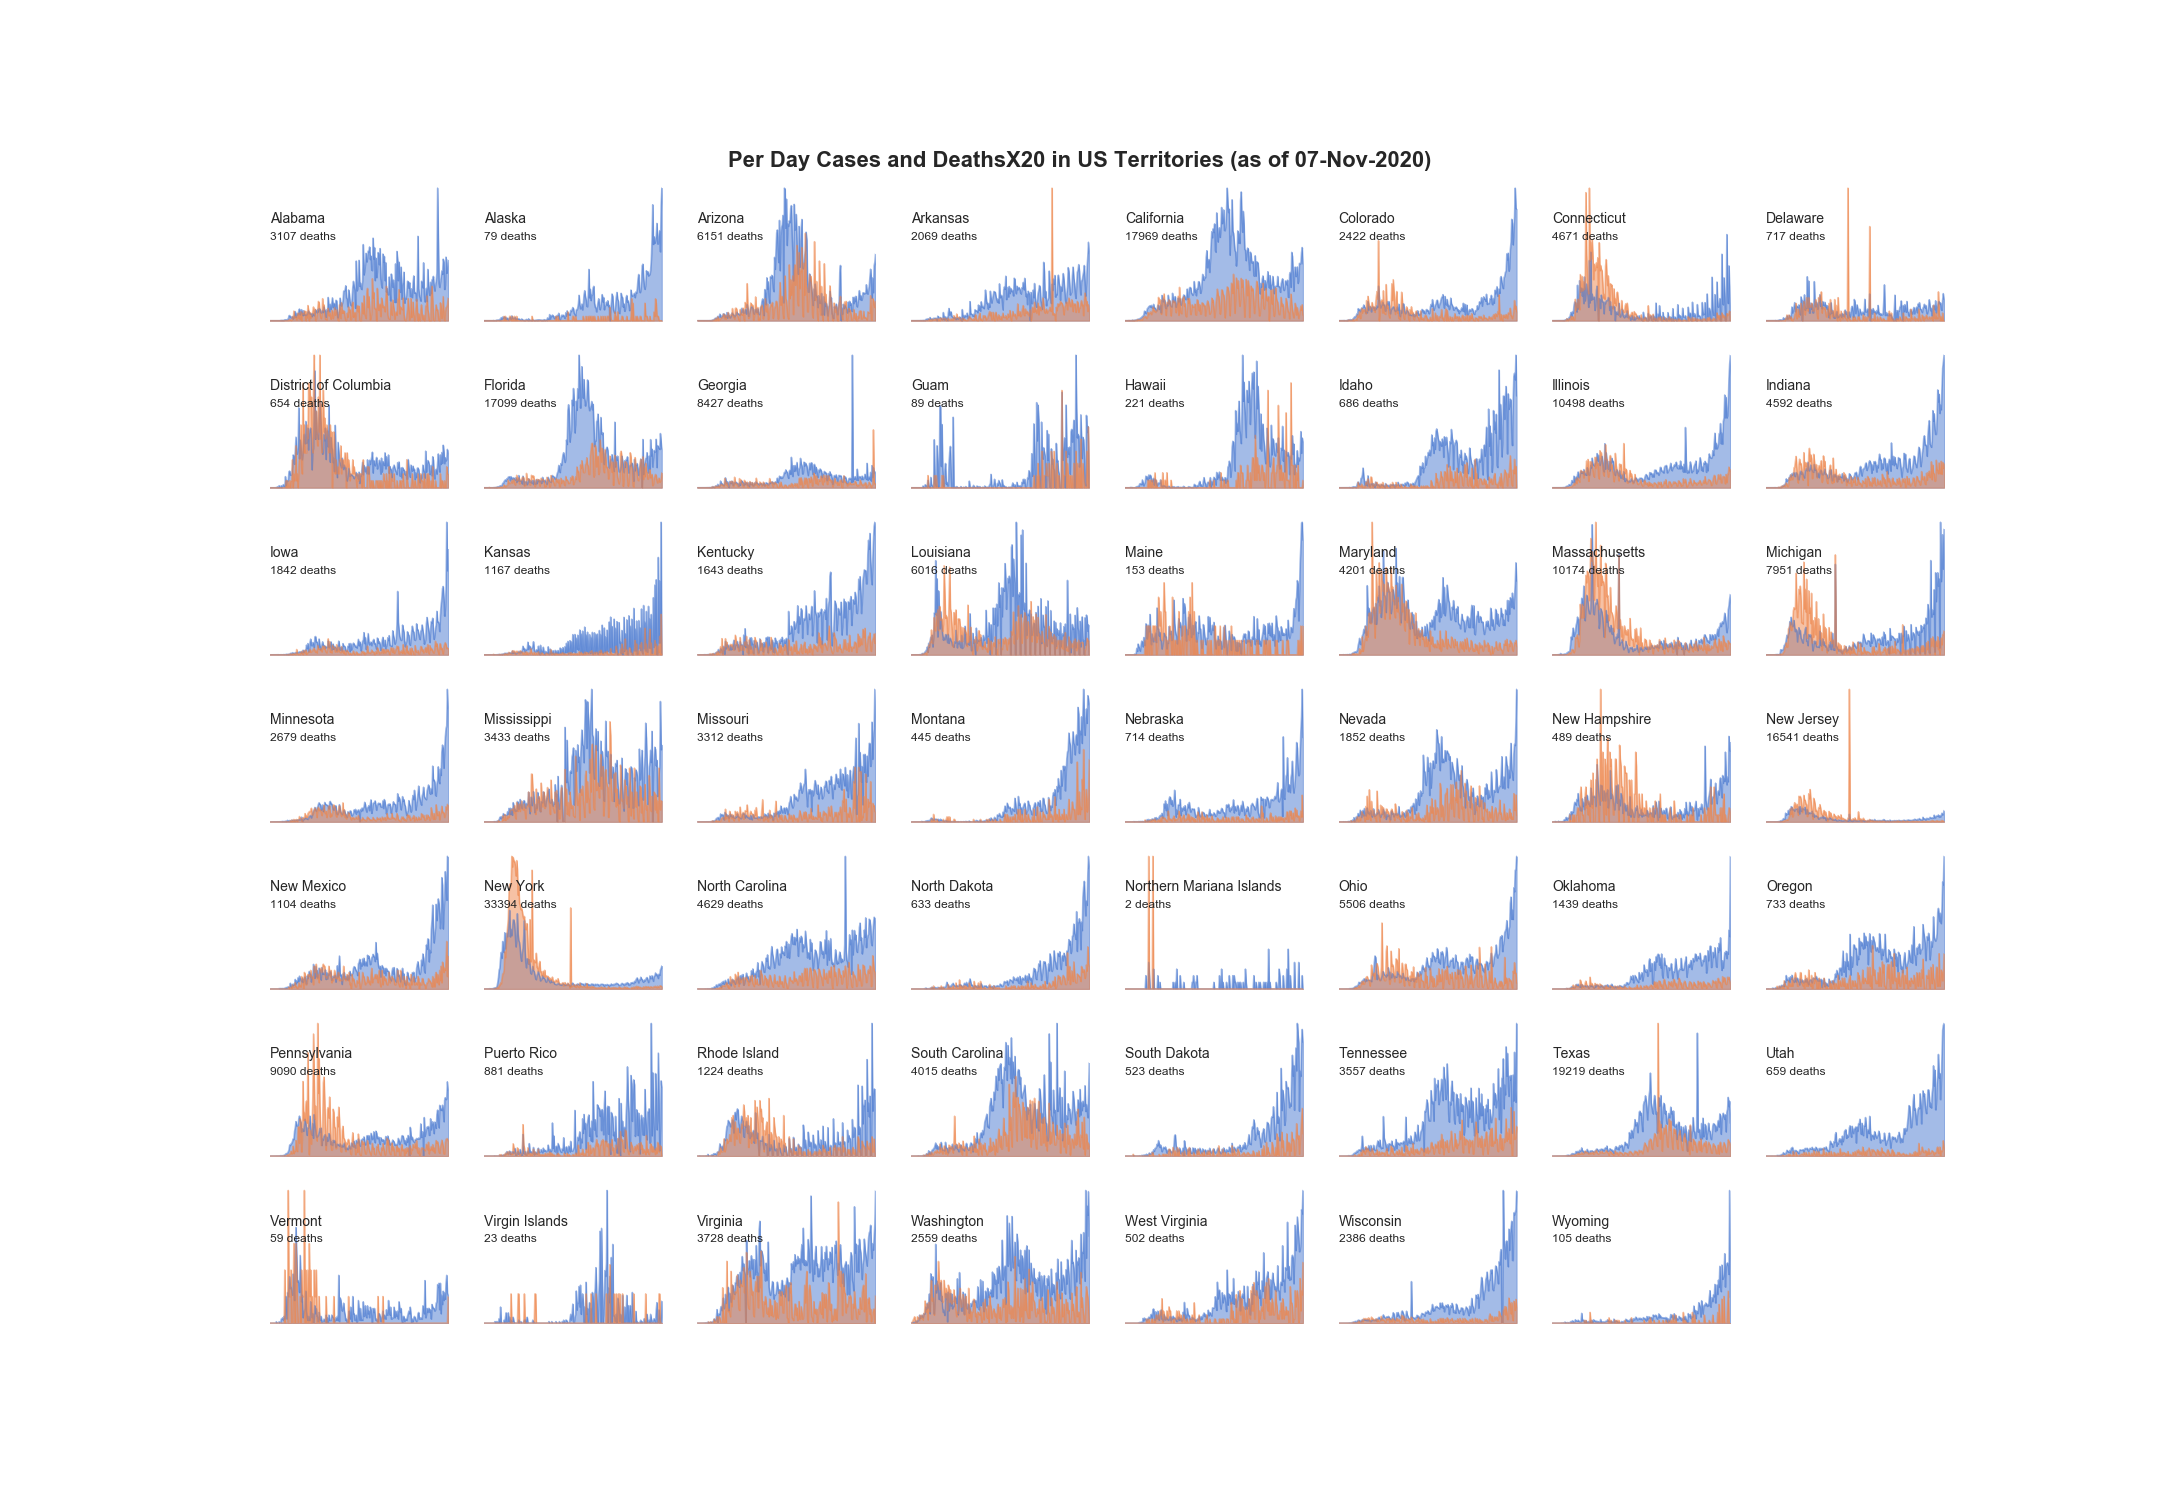 Per Day Cases and DeathsX20 in US Territories (as of 07-Nov-2020)
Alabama
3107 deaths
Alaska
79 deaths
Arizona
6151 deaths
Arkansas
2069 deaths
California
17969 deaths
Colorado
2422 deaths
Connecticut
4671 deaths
Delaware
717 deaths
District of Columbia
654 deaths
Florida
17099 deaths
Georgia
8427 deaths
Guam
89 deaths
Hawaii
221 deaths
Idaho
686 deaths
Illinois
10498 deaths
Indiana
4592 deaths
Iowa
1842 deaths
Kansas
1167 deaths
Kentucky
1643 deaths
Louisiana
6016 deaths
Maine
153 deaths
Maryland
4201 deaths
Massachusetts
10174 deaths
Michigan
7951 deaths
Minnesota
2679 deaths
Mississippi
3433 deaths
Missouri
3312 deaths
Montana
445 deaths
Nebraska
714 deaths
Nevada
1852 deaths
New Hampshire
489 deaths
New Jersey
16541 deaths
New Mexico
1104 deaths
New York
33394 deaths
North Carolina
4629 deaths
North Dakota
633 deaths
Northern Mariana Islands
2 deaths
Ohio
5506 deaths
Oklahoma
1439 deaths
Oregon
733 deaths
Pennsylvania
9090 deaths
Puerto Rico
881 deaths
Rhode Island
1224 deaths
South Carolina
4015 deaths
South Dakota
523 deaths
Tennessee
3557 deaths
Texas
19219 deaths
Utah
659 deaths
Vermont
59 deaths
Virgin Islands
23 deaths
Virginia
3728 deaths
Washington
2559 deaths
West Virginia
502 deaths
Wisconsin
2386 deaths
Wyoming
105 deaths